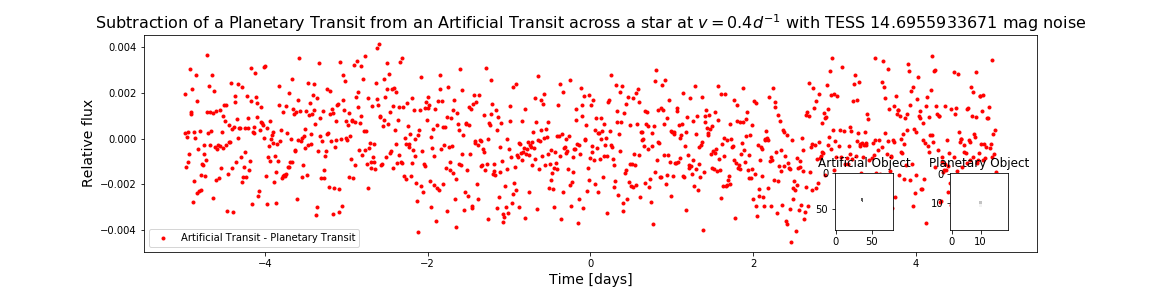 Subtraction of a Planetary Transit from an Artificial Transit across a star at v = 0.4d⁻¹ with TESS 14.6955933671 mag noise
0.004
0.002
0.000
−0.002
−0.004
Relative flux
Artificial Transit - Planetary Transit
Artificial Object
0
50
0 50
Planetary Object
0
10
0 10
−4 −2 0 2 4
Time [days]